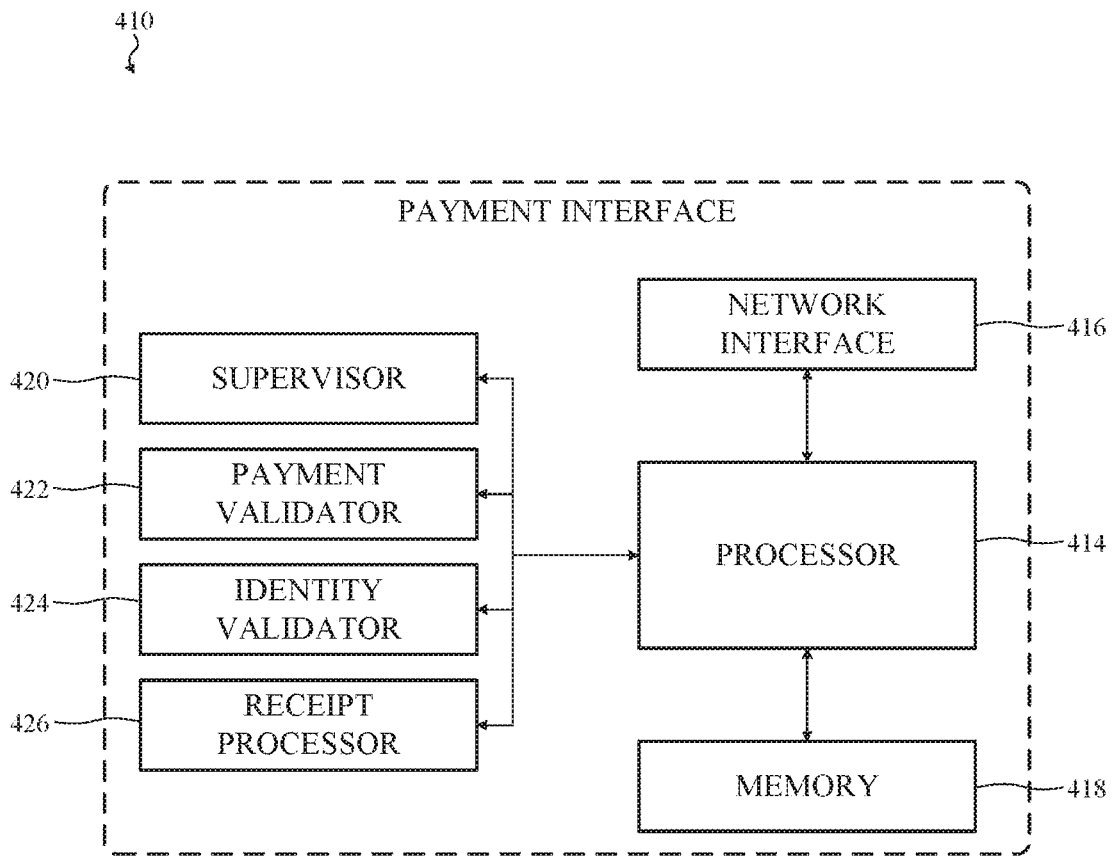 410
PAYMENT INTERFACE
NETWORK
INTERFACE
416
420
SUPERVISOR
422
PAYMENT
VALIDATOR
PROCESSOR
414
424
IDENTITY
VALIDATOR
426
RECEIPT
PROCESSOR
MEMORY
418